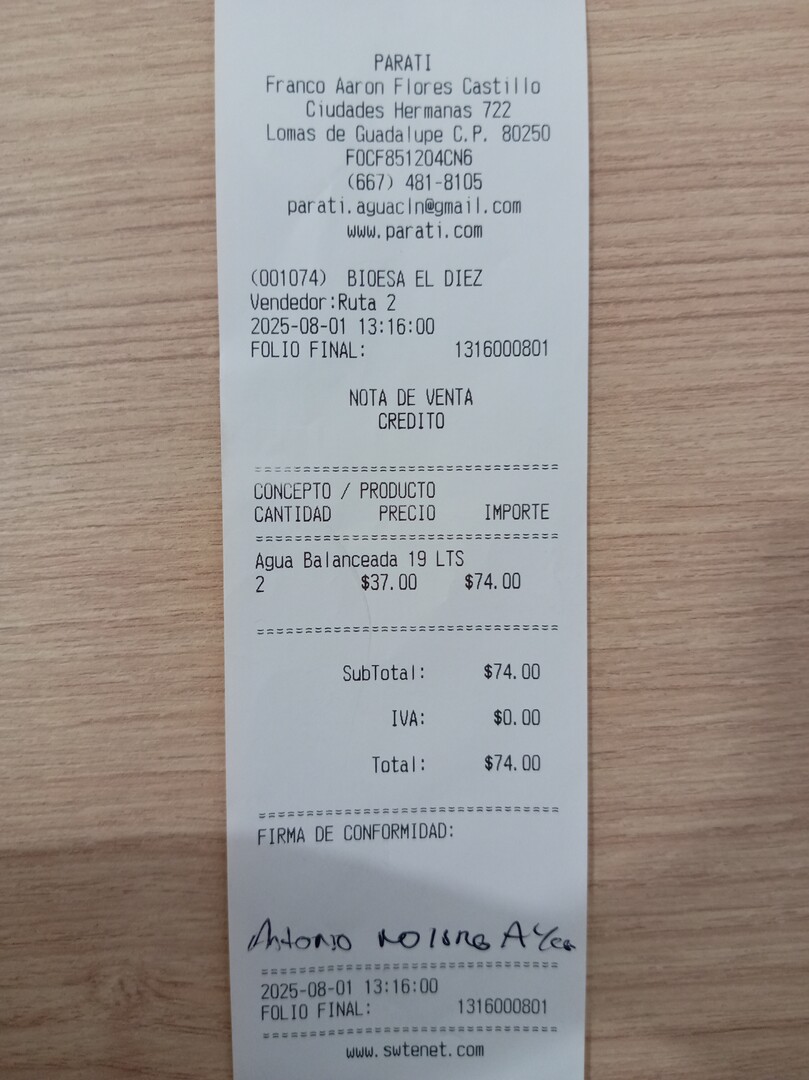 PARATI
Franco Aaron Flores Castillo
Ciudades Hermanas 722
Lomas de Guadalupe C.P. 80250
FOCF851204CN6
(667) 481-8105
parati.aguacln@gmail.com
www.parati.com
(001074) BIOESA EL DIEZ
Vendedor:Ruta 2
2025-08-01 13:16:00
FOLIO FINAL: 1316000801
NOTA DE VENTA
CREDITO
================================
CONCEPTO / PRODUCTO
CANTIDAD PRECIO IMPORTE
================================
Agua Balanceada 19 LTS
2 $37.00 $74.00
================================
SubTotal: $74.00
IVA: $0.00
Total: $74.00
================================
FIRMA DE CONFORMIDAD:
Antonio
================================
2025-08-01 13:16:00
FOLIO FINAL: 1316000801
================================
www.swtenet.com